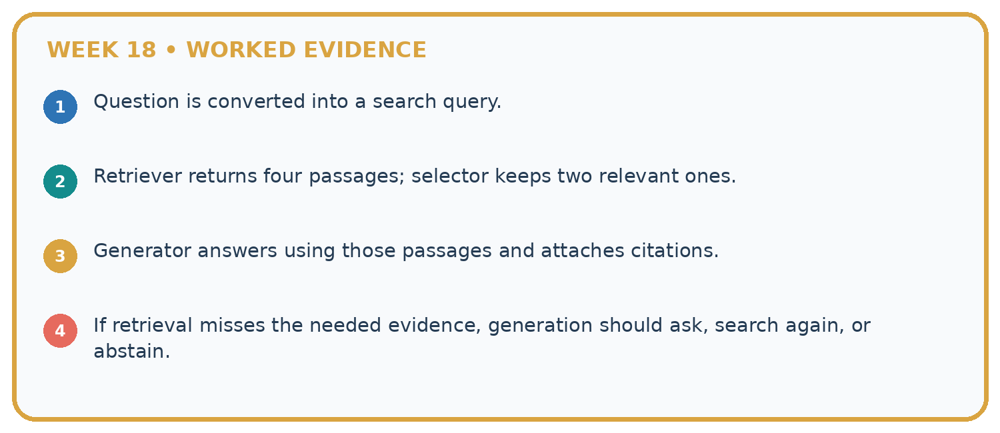 WEEK 18 • WORKED EVIDENCE
1 Question is converted into a search query.
2 Retriever returns four passages; selector keeps two relevant ones.
3 Generator answers using those passages and attaches citations.
4 If retrieval misses the needed evidence, generation should ask, search again, or
abstain.